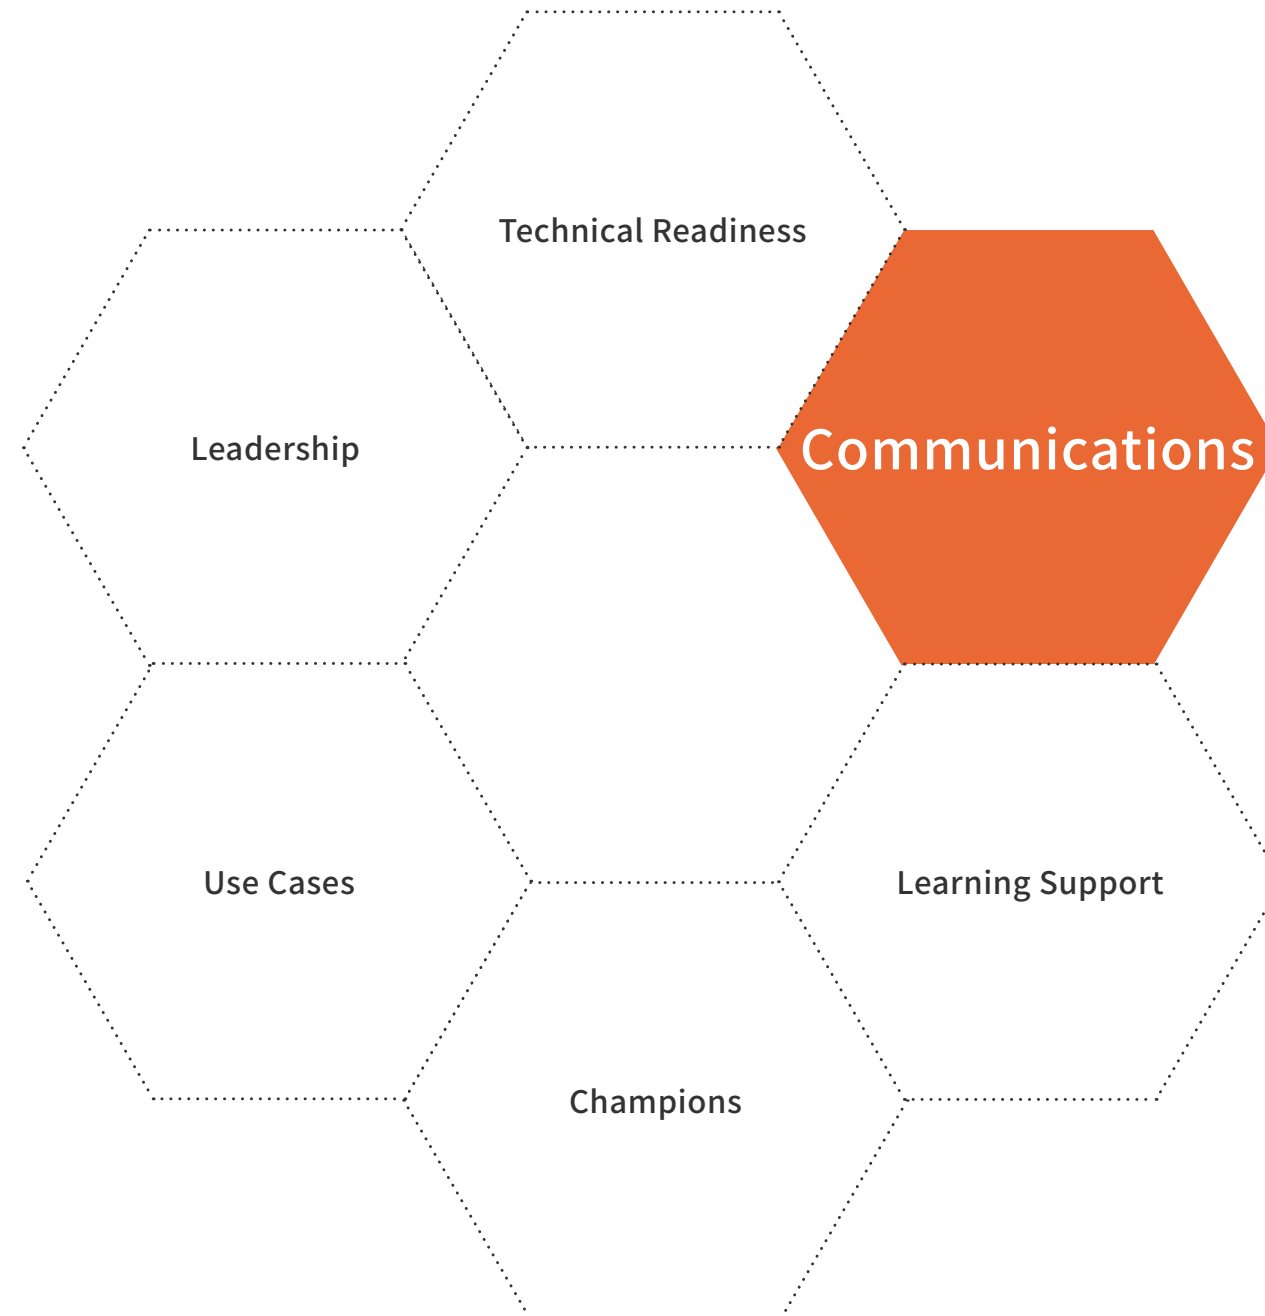 Technical Readiness
Leadership
Communications
Use Cases
Learning Support
Champions